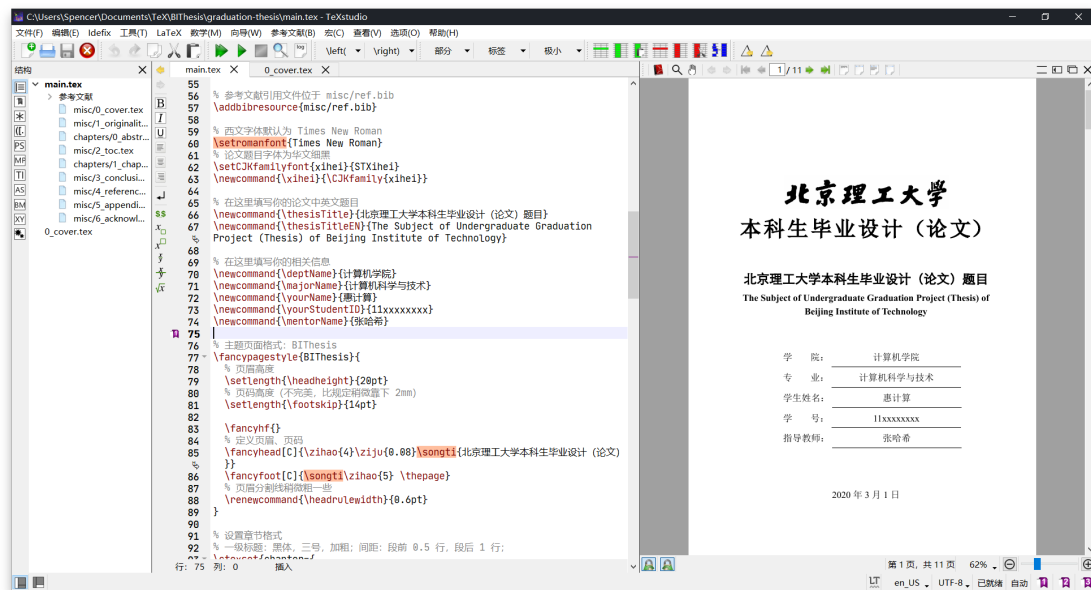 C:\Users\Spencer\Documents\TeX\BIThesis\graduation-thesis\main.tex - TeXstudio
文件(F) 编辑(E) Idefix 工具(T) LaTeX 数学(M) 向导(W) 参考文献(B) 宏(C) 查看(V) 选项(O) 帮助(H)
\left( \right) 部分 标签 极小
结构
main.tex
参考文献
misc/0_cover.tex
misc/1_originalit...
chapters/0_abstr...
misc/2_toc.tex
chapters/1_chap...
misc/3_conclusi...
misc/4_referenc...
misc/5_appendi...
misc/6_acknowl...
0_cover.tex
main.tex 0_cover.tex
55
56 % 参考文献引用文件位于 misc/ref.bib
57 \addbibresource{misc/ref.bib}
58
59 % 西文字体默认为 Times New Roman
60 \setromanfont{Times New Roman}
61 % 论文题目字体为华文细黑
62 \setCJKfamilyfont{xihei}{STXihei}
63 \newcommand{\xihei}{\CJKfamily{xihei}}
64
65 % 在这里填写你的论文中英文题目
66 \newcommand{\thesisTitle}{北京理工大学本科生毕业设计（论文）题目}
67 \newcommand{\thesisTitleEN}{The Subject of Undergraduate Graduation
Project (Thesis) of Beijing Institute of Technology}
68
69 % 在这里填写你的相关信息
70 \newcommand{\deptName}{计算机学院}
71 \newcommand{\majorName}{计算机科学与技术}
72 \newcommand{\yourName}{惠计算}
73 \newcommand{\yourStudentID}{11xxxxxxxx}
74 \newcommand{\mentorName}{张哈希}
75
76 % 主题页面格式：BIThesis
77 \fancypagestyle{BIThesis}{
78 % 页眉高度
79 \setlength{\headheight}{20pt}
80 % 页码高度（不完美，比规定稍微靠下 2mm）
81 \setlength{\footskip}{14pt}
82
83 \fancyhf{}
84 % 定义页眉、页码
85 \fancyhead[C]{\zihao{4}\ziju{0.08}\songti{北京理工大学本科生毕业设计（论文）
}}
86 \fancyfoot[C]{\songti\zihao{5} \thepage}
87 % 页眉分割线稍微粗一些
88 \renewcommand{\headrulewidth}{0.6pt}
89 }
90
91 % 设置章节格式
92 % 一级标题：黑体，三号，加粗；间距：段前 0.5 行，段后 1 行；
行: 75 列: 0 插入
1 / 11
北京理工大学
本科生毕业设计（论文）
北京理工大学本科生毕业设计（论文）题目
The Subject of Undergraduate Graduation Project (Thesis) of
Beijing Institute of Technology
学 院： 计算机学院
专 业： 计算机科学与技术
学生姓名： 惠计算
学 号： 11xxxxxxxx
指导教师： 张哈希
2020 年 3 月 1 日
第 1 页, 共 11 页 62%
en_US UTF-8 已就绪 自动